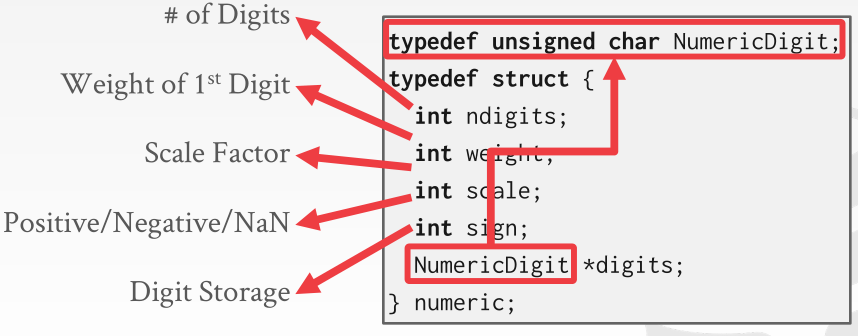 # of Digits
Weight of 1st Digit
Scale Factor
Positive/Negative/NaN
Digit Storage
typedef unsigned char NumericDigit;
typedef struct {
int ndigits;
int weight;
int scale;
int sign;
NumericDigit *digits;
} numeric;